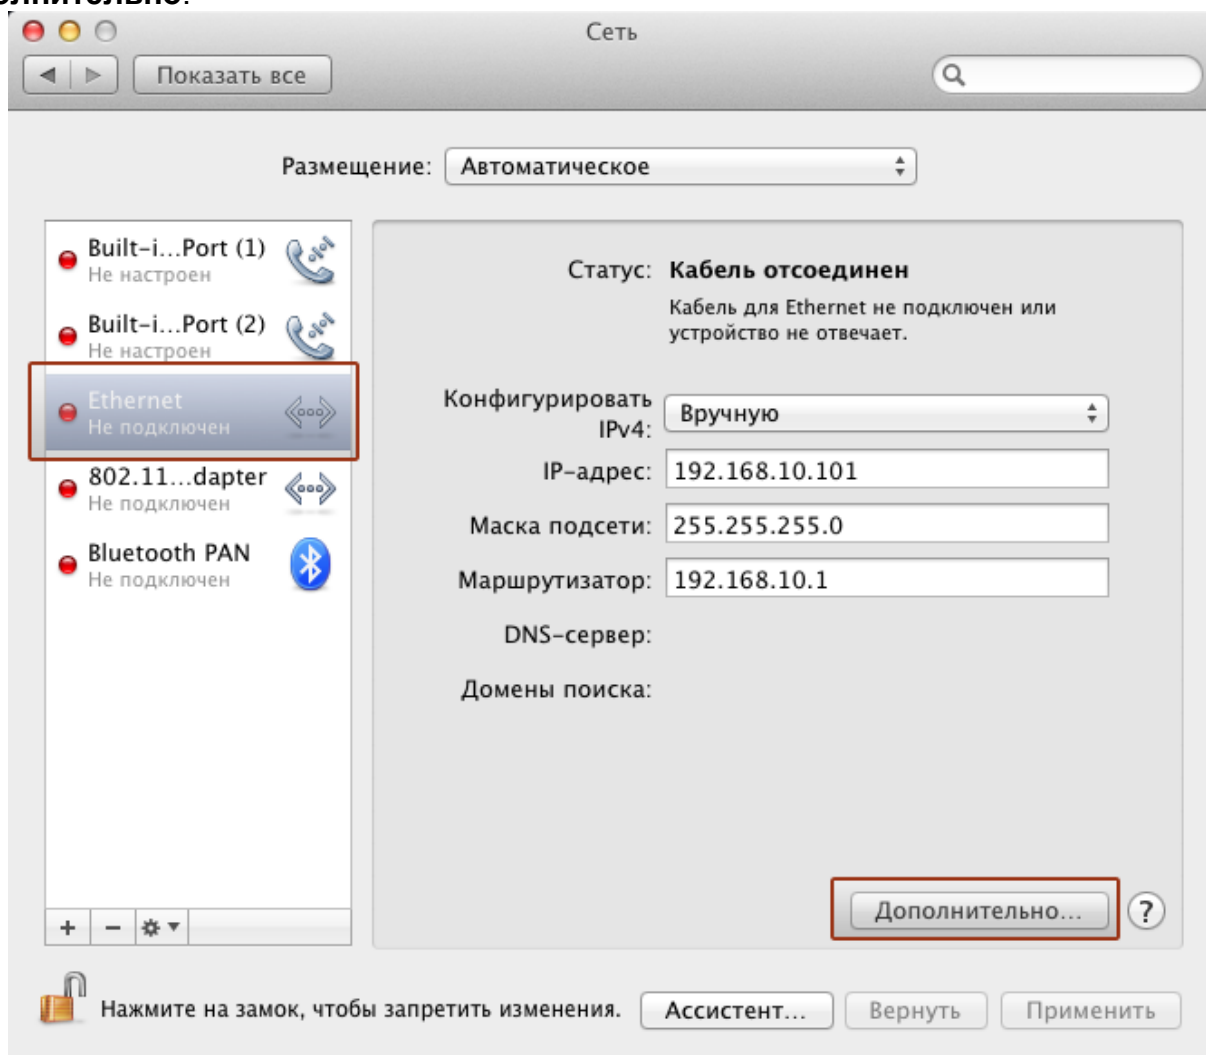 Сеть
Показать все
Размещение: Автоматическое
Built-i...Port (1)
Не настроен
Built-i...Port (2)
Не настроен
Ethernet
Не подключен
802.11...dapter
Не подключен
Bluetooth PAN
Не подключен
Статус: Кабель отсоединен
Кабель для Ethernet не подключен или
устройство не отвечает.
Конфигурировать
IPv4: Вручную
IP-адрес: 192.168.10.101
Маска подсети: 255.255.255.0
Маршрутизатор: 192.168.10.1
DNS-сервер:
Домены поиска:
Дополнительно... ?
Нажмите на замок, чтобы запретить изменения. Ассистент... Вернуть Применить